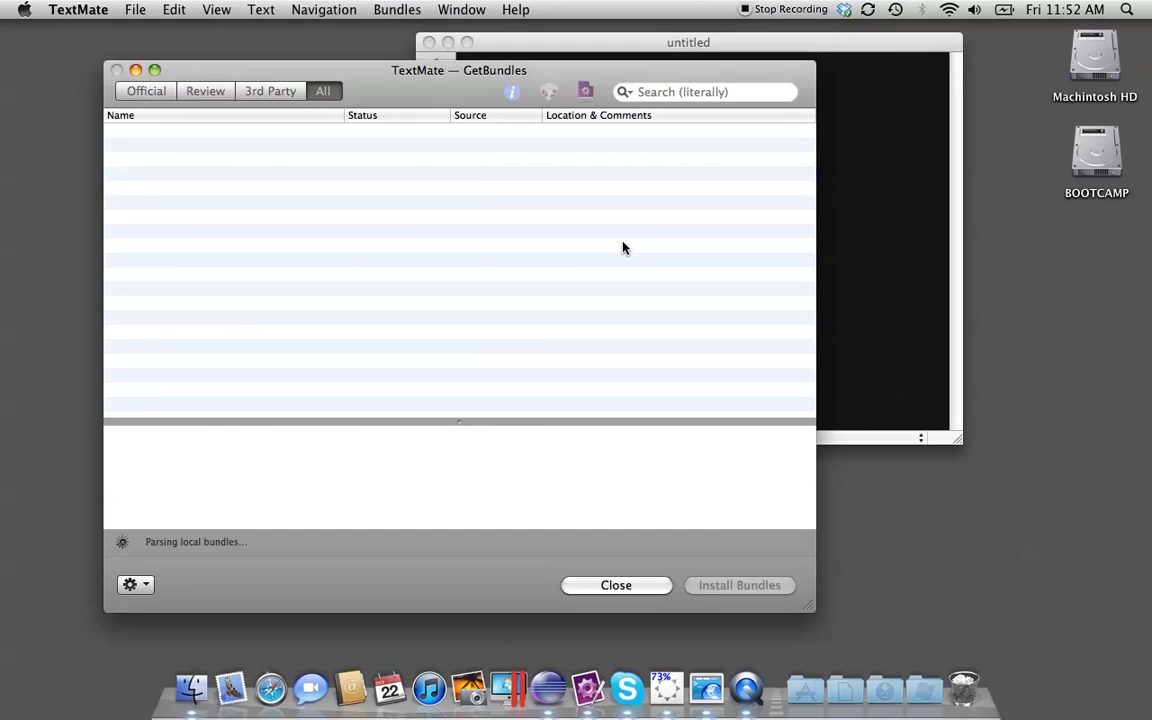 TextMate File Edit View Text Navigation Bundles Window Help Stop Recording Fri 11:52 AM
untitled
TextMate — GetBundles
Official Review 3rd Party All Search (literally)
Name Status Source Location & Comments
Machintosh HD
BOOTCAMP
Parsing local bundles...
Close Install Bundles
73%
22